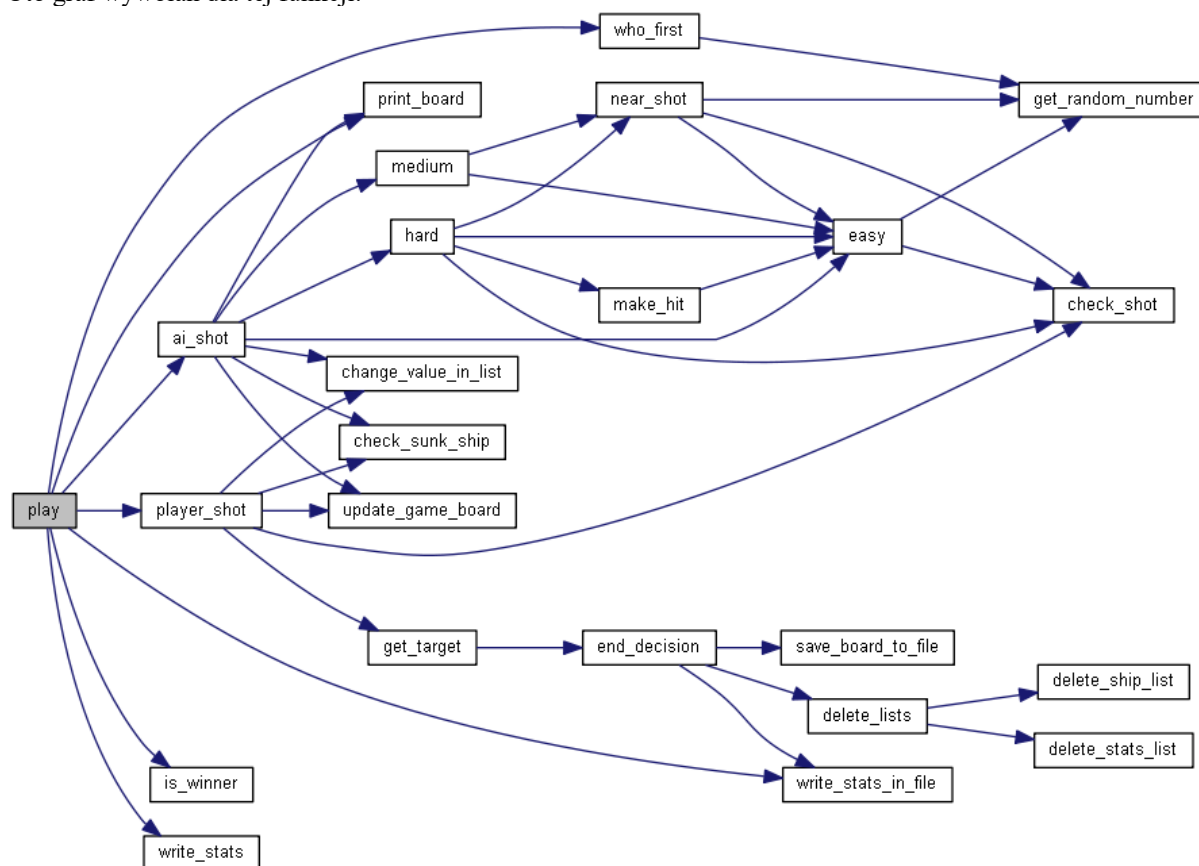 who_first
print_board
near_shot
get_random_number
medium
hard
easy
make_hit
check_shot
ai_shot
change_value_in_list
check_sunk_ship
play
player_shot
update_game_board
get_target
end_decision
save_board_to_file
delete_ship_list
delete_lists
delete_stats_list
is_winner
write_stats_in_file
write_stats